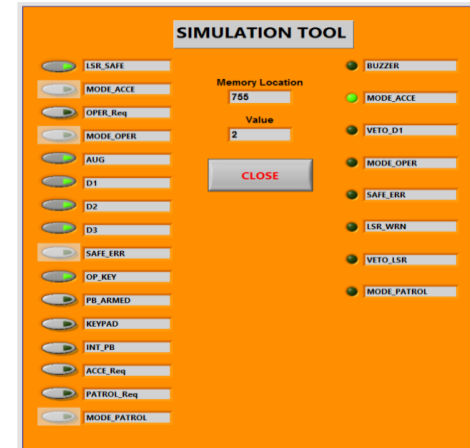 SIMULATION TOOL
LSR_SAFE
MODE_ACCE
OPER_Req
MODE_OPER
AUG
D1
D2
D3
SAFE_ERR
OP_KEY
PB_ARMED
KEYPAD
INT_PB
ACCE_Req
PATROL_Req
MODE_PATROL
Memory Location
755
Value
2
CLOSE
BUZZER
MODE_ACCE
VETO_D1
MODE_OPER
SAFE_ERR
LSR_WRN
VETO_LSR
MODE_PATROL